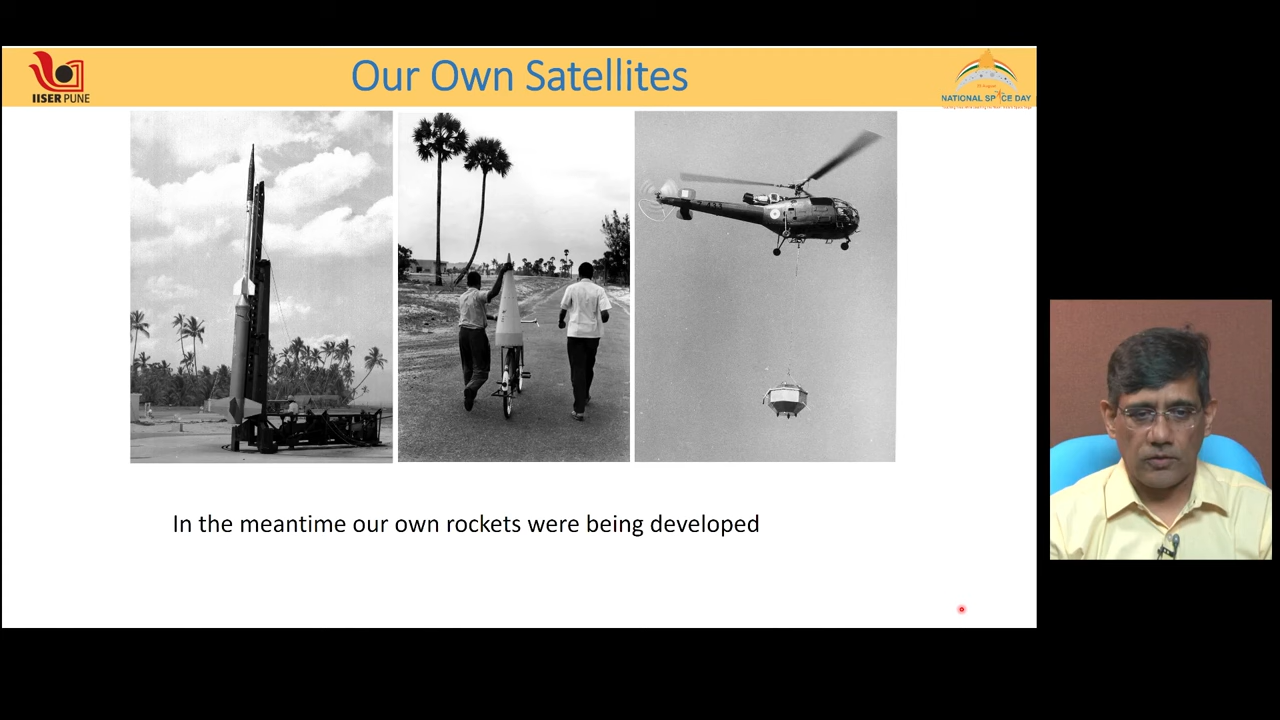 Our Own Satellites
IISER PUNE
NATIONAL SPACE DAY
In the meantime our own rockets were being developed